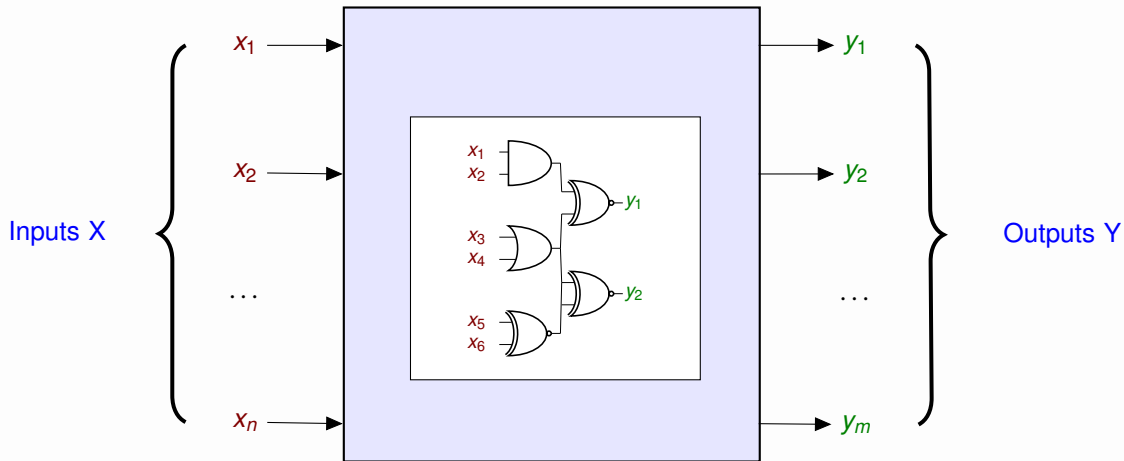 x₁
y₁
x₂
y₂
Inputs X
Outputs Y
...
...
xₙ
yₘ
x₁
x₂
y₁
x₃
x₄
y₂
x₅
x₆